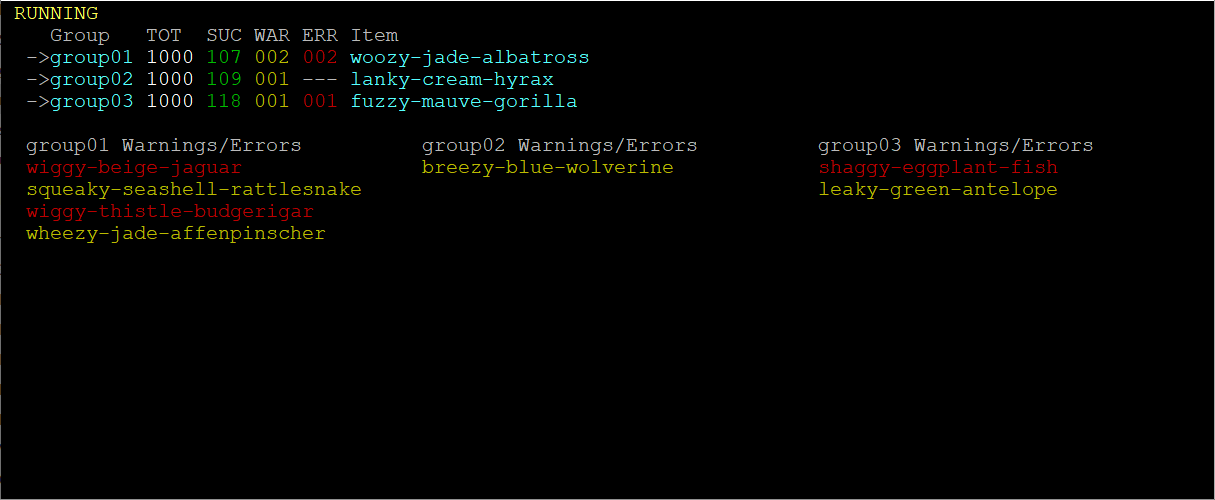 RUNNING
Group TOT SUC WAR ERR Item
->group01 1000 107 002 002 woozy-jade-albatross
->group02 1000 109 001 --- lanky-cream-hyrax
->group03 1000 118 001 001 fuzzy-mauve-gorilla
group01 Warnings/Errors group02 Warnings/Errors group03 Warnings/Errors
wiggy-beige-jaguar breezy-blue-wolverine shaggy-eggplant-fish
squeaky-seashell-rattlesnake leaky-green-antelope
wiggy-thistle-budgerigar
wheezy-jade-affenpinscher